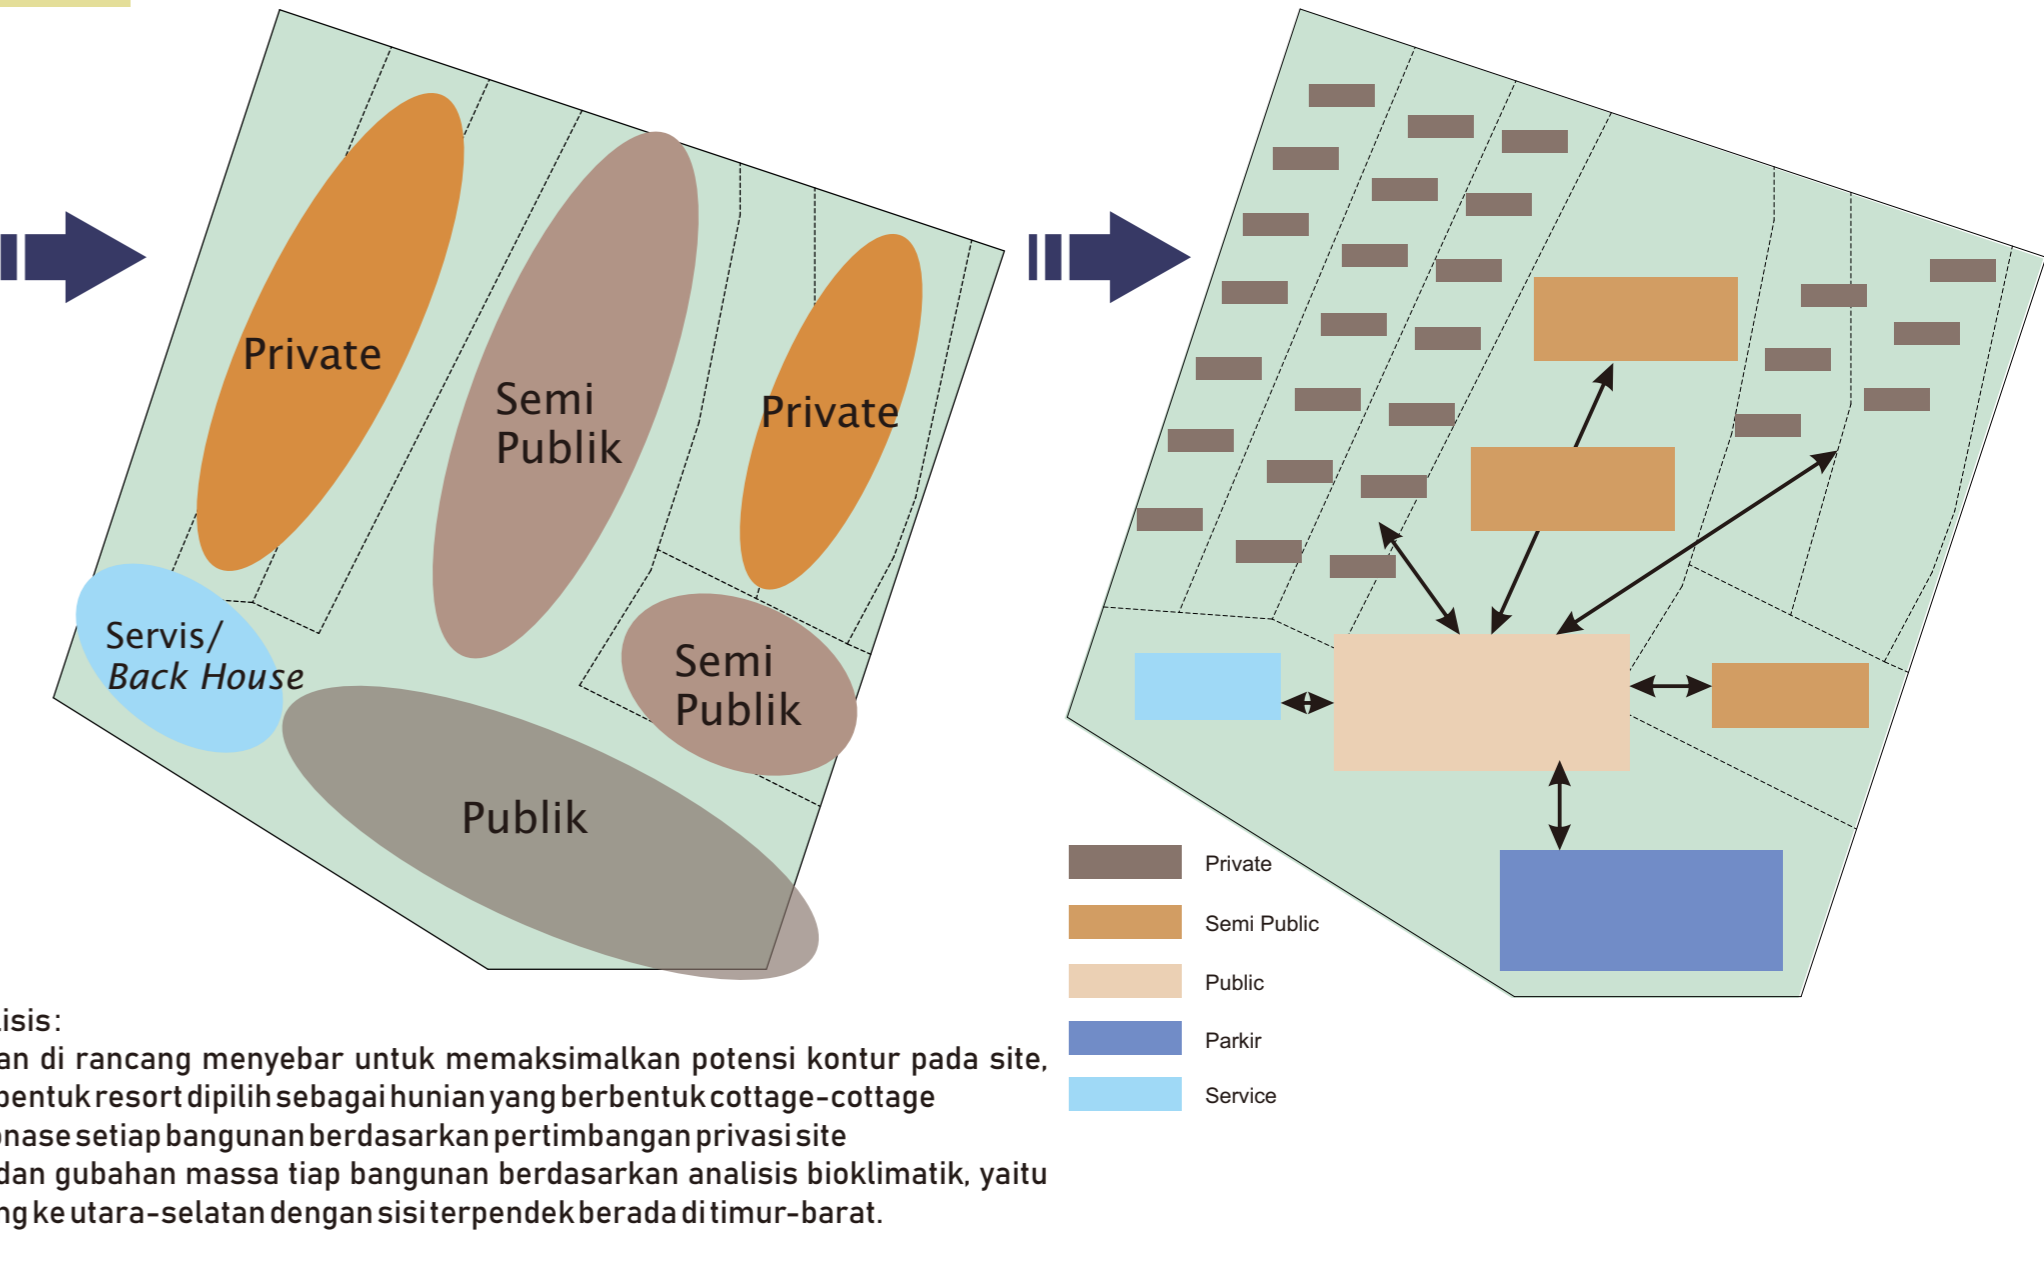 Private
Semi
Publik
Private
Servis/
Back House
Semi
Publik
Publik
Private
Semi Public
Public
Parkir
Service
isis:
an di rancang menyebar untuk memaksimalkan potensi kontur pada site,
bentuk resort dipilih sebagai hunian yang berbentuk cottage-cottage
onase setiap bangunan berdasarkan pertimbangan privasi site
dan gubahan massa tiap bangunan berdasarkan analisis bioklimatik, yaitu
ng ke utara-selatan dengan sisi terpendek berada di timur-barat.